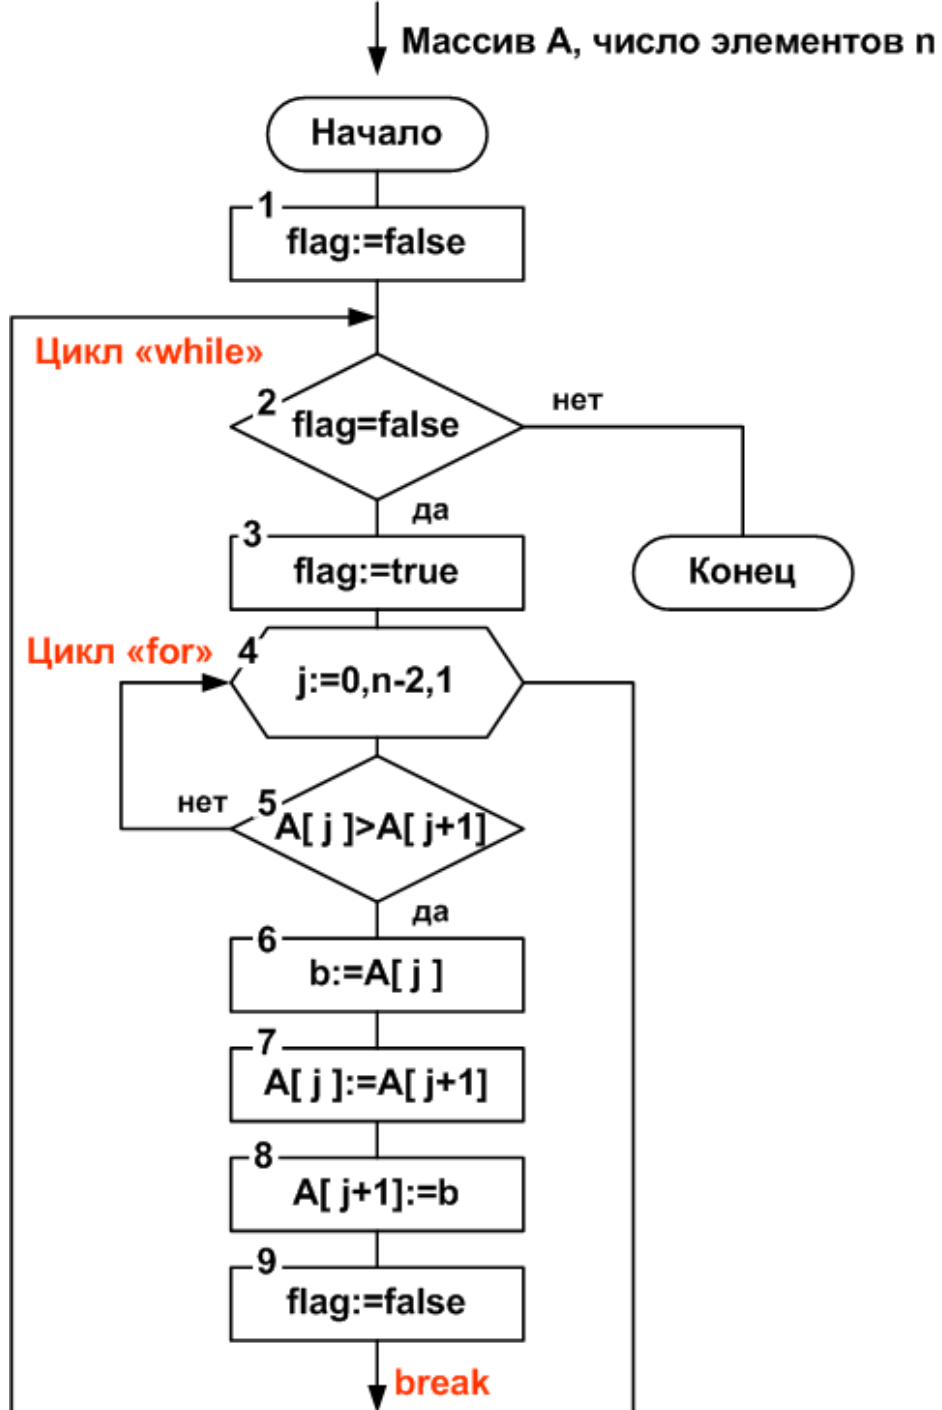 Массив A, число элементов n
Начало
1
flag:=false
Цикл «while»
2
flag=false
нет
да
3
flag:=true
Конец
Цикл «for»
4
j:=0,n-2,1
нет
5
A[ j ]>A[ j+1]
да
6
b:=A[ j ]
7
A[ j ]:=A[ j+1]
8
A[ j+1]:=b
9
flag:=false
break